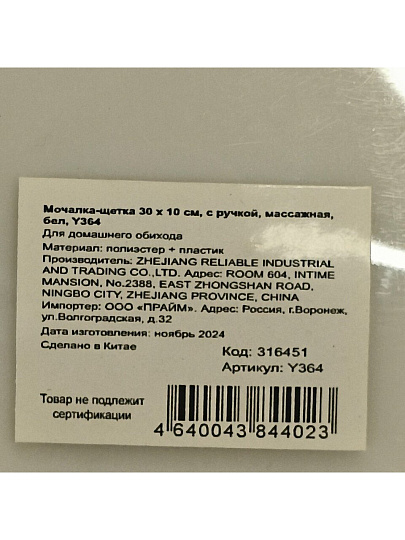 Мочалка-щетка 30 х 10 см, с ручкой, массажная,
бел, Y364
Для домашнего обихода
Материал: полиэстер + пластик
Производитель: ZHEJIANG RELIABLE INDUSTRIAL
AND TRADING CO.,LTD. Адрес: ROOM 604, INTIME
MANSION, No.2388, EAST ZHONGSHAN ROAD,
NINGBO CITY, ZHEJIANG PROVINCE, CHINA
Импортер: ООО «ПРАЙМ». Адрес: Россия, г.Воронеж,
ул.Волгоградская, д.32
Дата изготовления: ноябрь 2024
Сделано в Китае
Код: 316451
Артикул: Y364
Товар не подлежит
сертификации
4 640043 844023